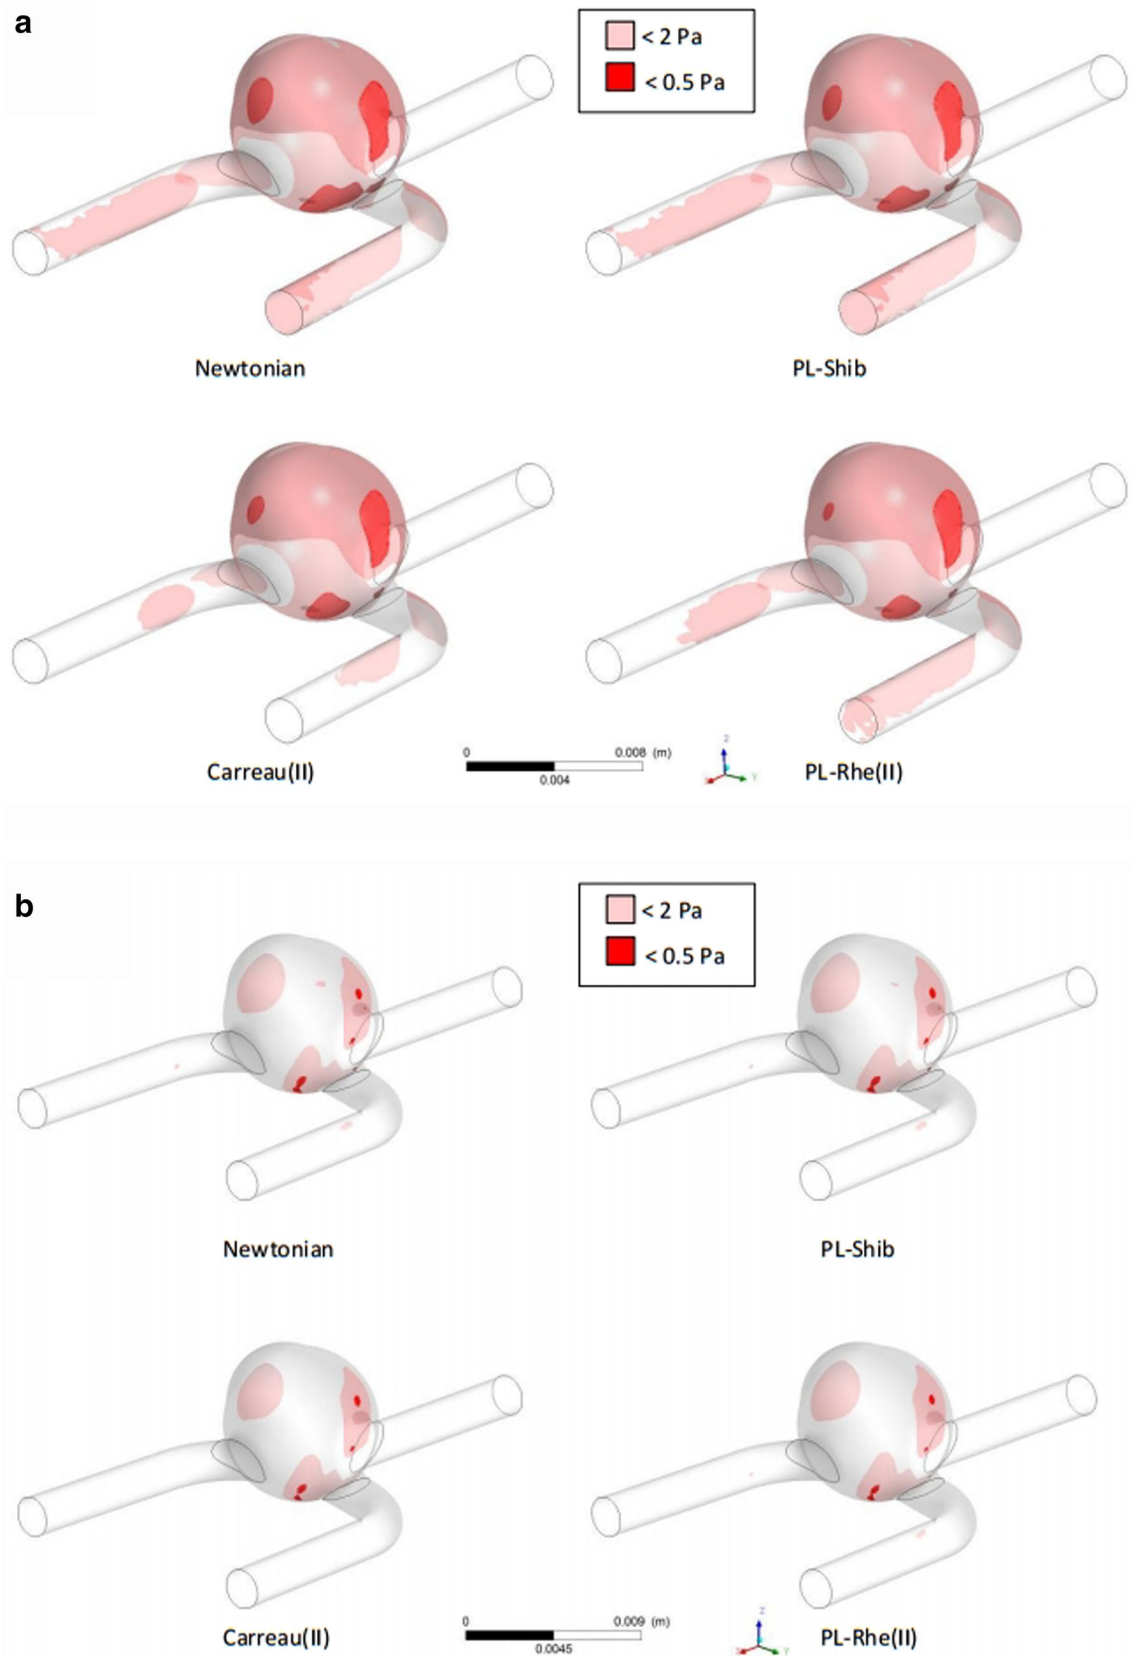 a
< 2 Pa
< 0.5 Pa
Newtonian
PL-Shib
Carreau(II)
0 0.008 (m)
0.004
Z
Y
PL-Rhe(II)
b
< 2 Pa
< 0.5 Pa
Newtonian
PL-Shib
Carreau(II)
0 0.009 (m)
0.0045
Z
X Y
PL-Rhe(II)